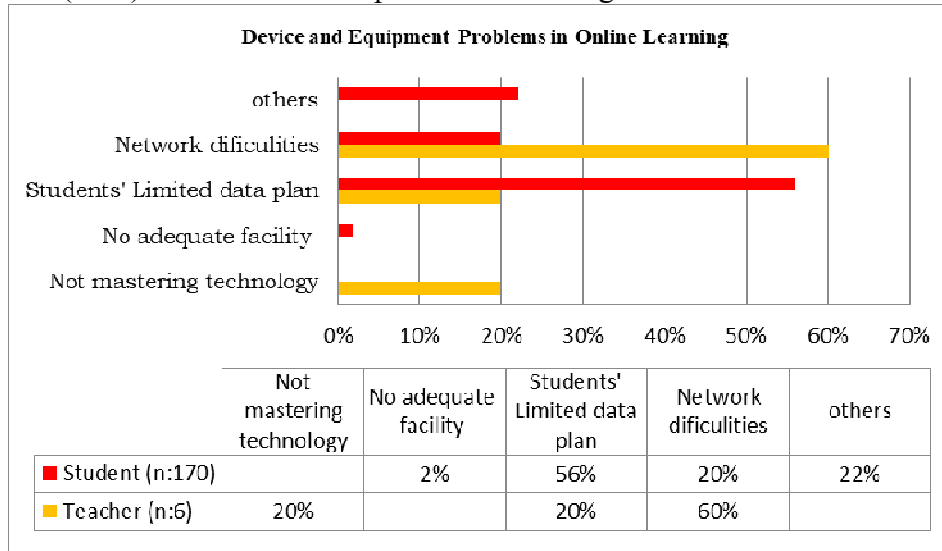 Device and Equipment Problems in Online Learning
others
Network dificulities
Students' Limited data plan
No adequate facility
Not mastering technology
0% 10% 20% 30% 40% 50% 60% 70%
Not mastering technology
No adequate facility
Students' Limited data plan
Network dificulities
others
Student (n:170) 2% 56% 20% 22%
Teacher (n:6) 20% 20% 60%